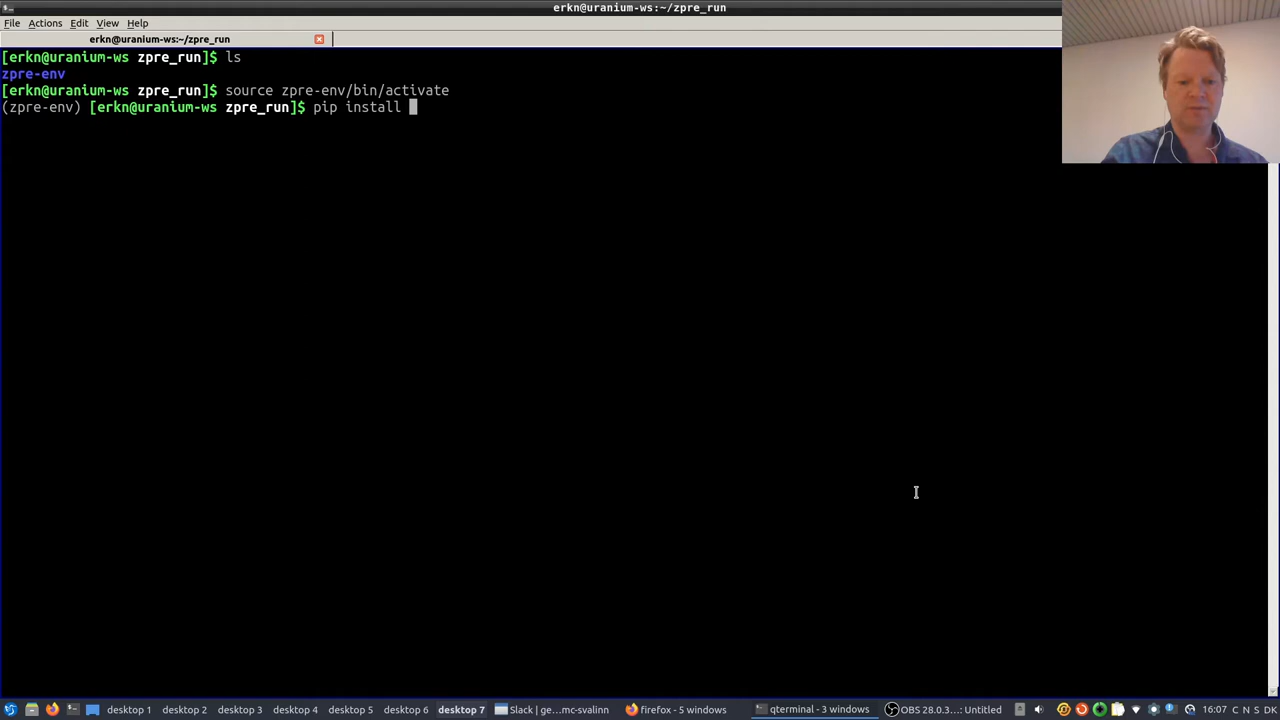 erkn@uranium-ws:~/zpre_run
File Actions Edit View Help
erkn@uranium-ws:~/zpre_run
[erkn@uranium-ws zpre_run]$ ls
zpre-env
[erkn@uranium-ws zpre_run]$ source zpre-env/bin/activate
(zpre-env) [erkn@uranium-ws zpre_run]$ pip install
desktop 1 desktop 2 desktop 3 desktop 4 desktop 5 desktop 6 desktop 7 Slack | ge...mc-svalinn firefox - 5 windows qterminal - 3 windows OBS 28.0.3...: Untitled 16:07 C N S DK